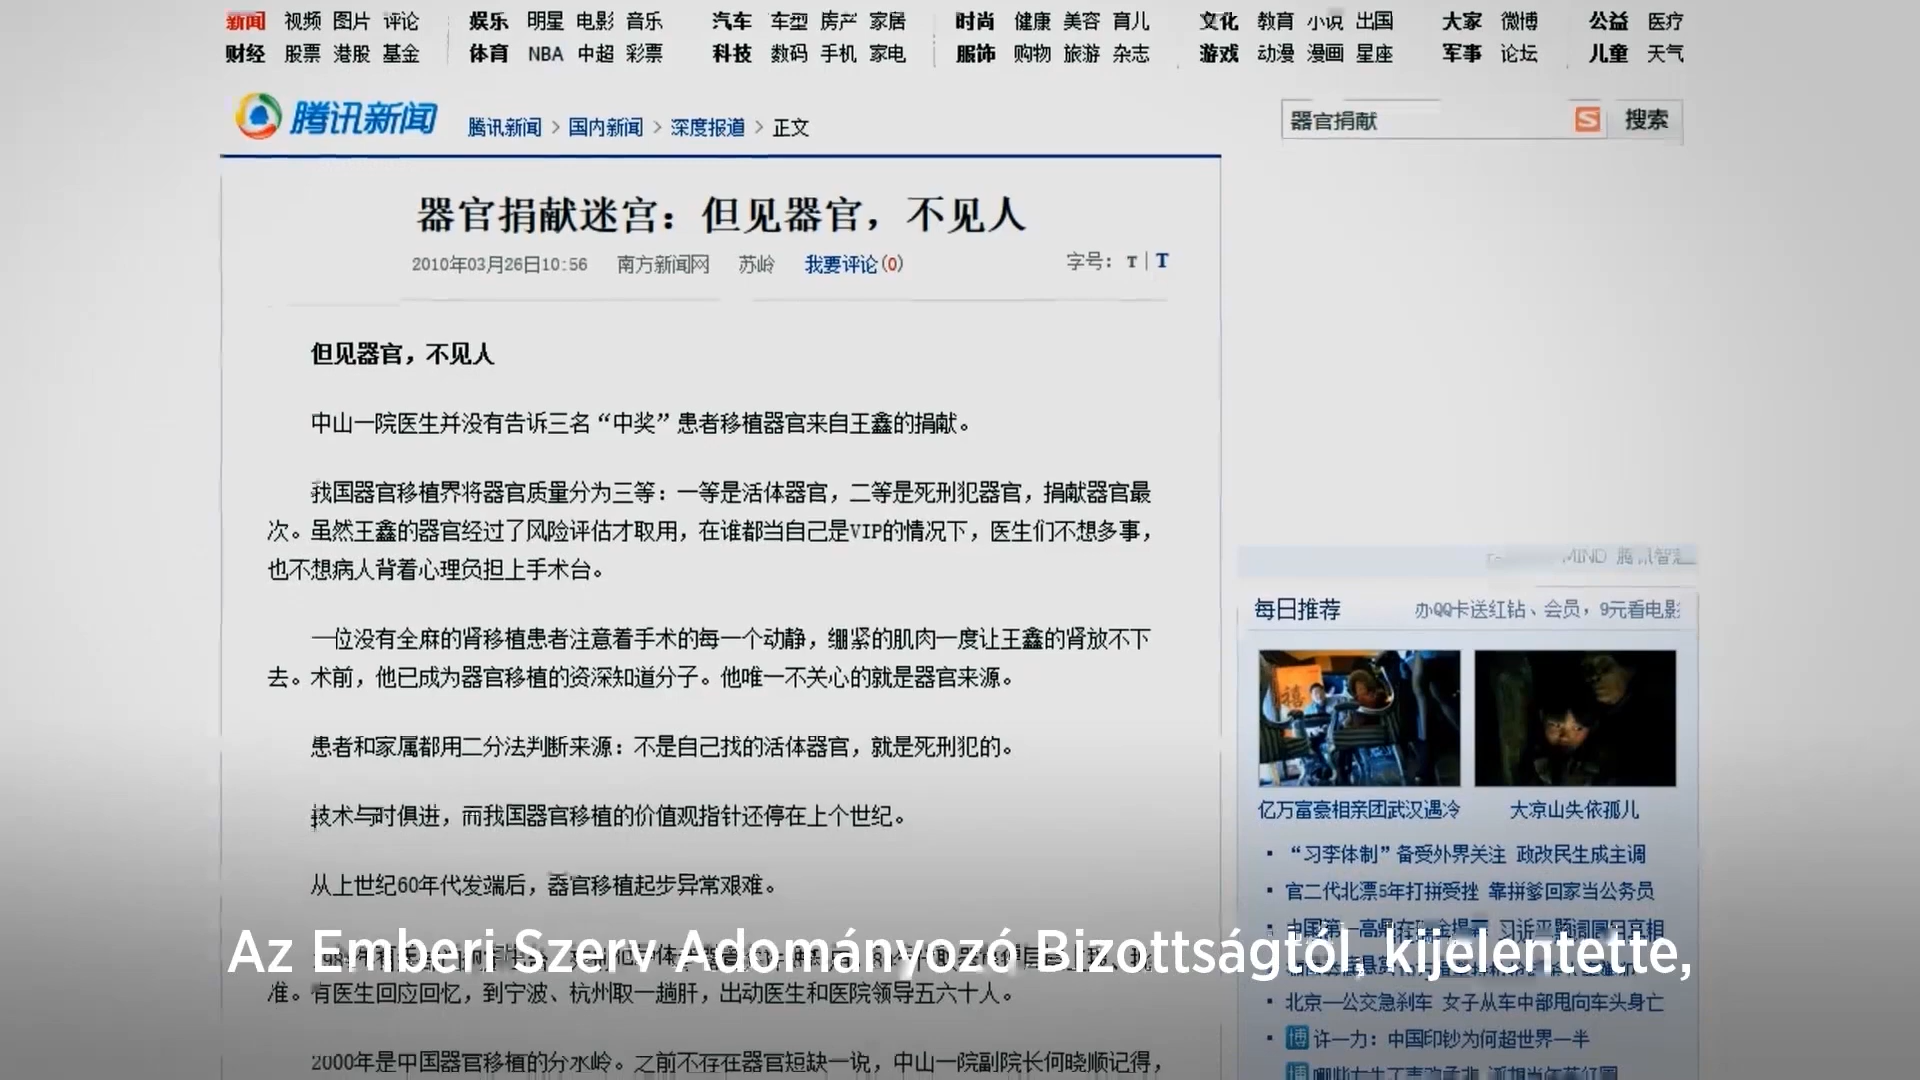 新闻 视频 图片 评论 娱乐 明星 电影 音乐 汽车 车型 房产 家居 时尚 健康 美容 育儿 文化 教育 小说 出国 大家 微博 公益 医疗
财经 股票 港股 基金 体育 NBA 中超 彩票 科技 数码 手机 家电 服饰 购物 旅游 杂志 游戏 动漫 漫画 星座 军事 论坛 儿童 天气
腾讯新闻 腾讯新闻 > 国内新闻 > 深度报道 > 正文 器官捐献 搜索
器官捐献迷宫：但见器官，不见人
2010年03月26日10:56 南方新闻网 苏岭 我要评论(0) 字号：T|T
但见器官，不见人
中山一院医生并没有告诉三名“中奖”患者移植器官来自王鑫的捐献。
我国器官移植界将器官质量分为三等：一等是活体器官，二等是死刑犯器官，捐献器官最
次。虽然王鑫的器官经过了风险评估才取用，在谁都当自己是VIP的情况下，医生们不想多事，
也不想病人背着心理负担上手术台。
一位没有全麻的肾移植患者注意着手术的每一个动静，绷紧的肌肉一度让王鑫的肾放不下
去。术前，他已成为器官移植的资深知道分子。他唯一不关心的就是器官来源。
患者和家属都用二分法判断来源：不是自己找的活体器官，就是死刑犯的。
技术与时俱进，而我国器官移植的价值观指针还停在上个世纪。
从上世纪60年代发端后，器官移植起步异常艰难。
准。有医生回应回忆，到宁波、杭州取一趟肝，出动医生和医院领导五六十人。
2000年是中国器官移植的分水岭。之前不存在器官短缺一说，中山一院副院长何晓顺记得，
MIND 腾讯智慧
每日推荐 办QQ卡送红钻、会员，9元看电影
亿万富豪相亲团武汉遇冷 大凉山失依孤儿
“习李体制”备受外界关注 政改民生成主调
官二代北漂5年打拼受挫 靠拼爹回家当公务员
北京一公交急刹车 女子从车中部甩向车头身亡
博 许一力：中国印钞为何超世界一半
Az Emberi Szerv Adományozó Bizottságtól, kijelentette,